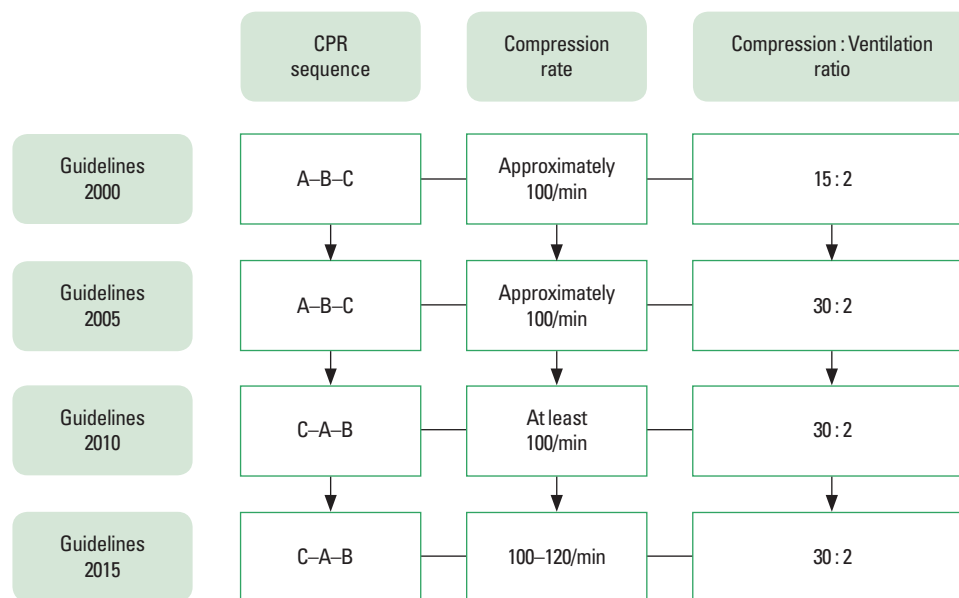 CPR
sequence
Compression
rate
Compression : Ventilation
ratio
Guidelines
2000
A–B–C
Approximately
100/min
15 : 2
Guidelines
2005
A–B–C
Approximately
100/min
30 : 2
Guidelines
2010
C–A–B
At least
100/min
30 : 2
Guidelines
2015
C–A–B
100–120/min
30 : 2